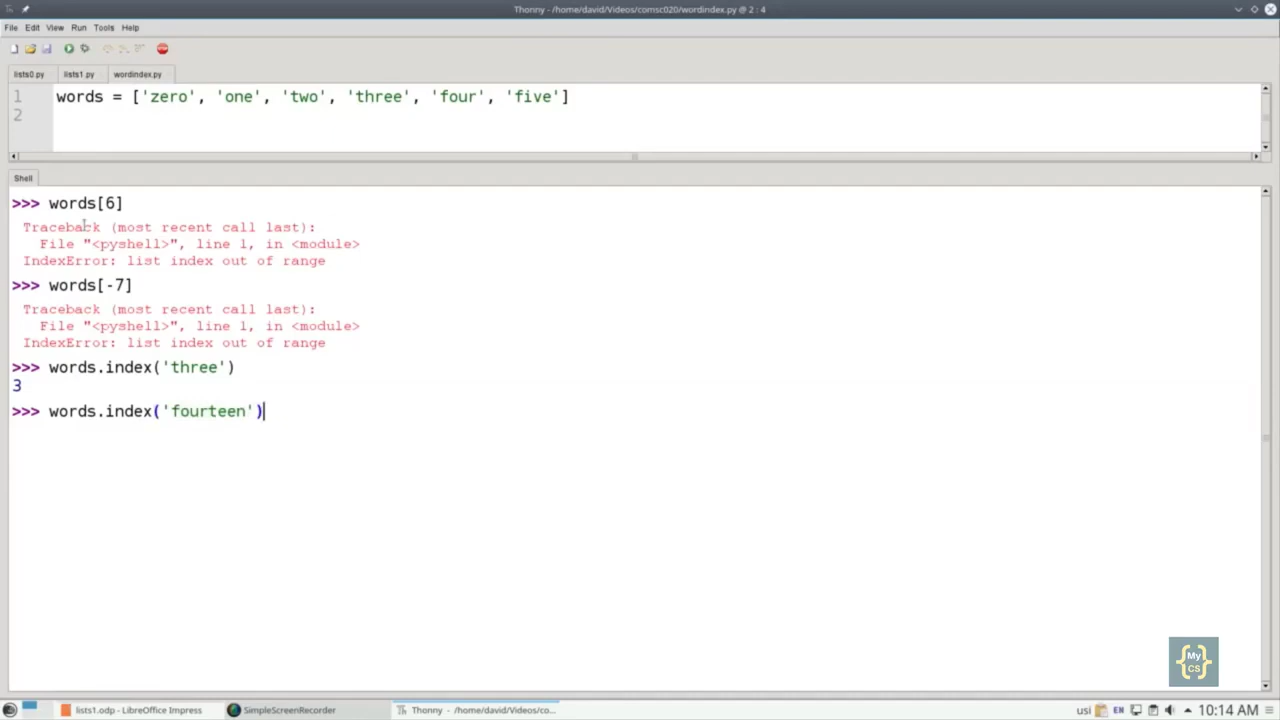 Thonny - /home/david/Videos/comsc020/wordindex.py @ 2 : 4
File Edit View Run Tools Help
lists0.py lists1.py wordindex.py
1 words = ['zero', 'one', 'two', 'three', 'four', 'five']
2
Shell
>>> words[6]
Traceback (most recent call last):
File "<pyshell>", line 1, in <module>
IndexError: list index out of range
>>> words[-7]
Traceback (most recent call last):
File "<pyshell>", line 1, in <module>
IndexError: list index out of range
>>> words.index('three')
3
>>> words.index('fourteen')
My
CS
lists1.odp - LibreOffice Impress SimpleScreenRecorder Thonny - /home/david/Videos/co... usi EN 10:14 AM